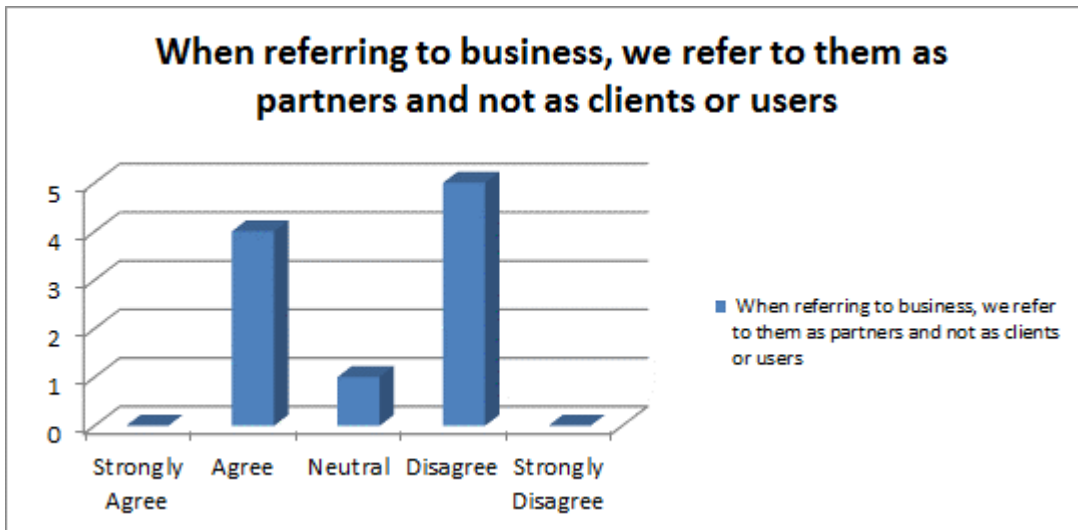 When referring to business, we refer to them as
partners and not as clients or users
5
4
3
2
1
0
Strongly Agree
Agree
Neutral
Disagree
Strongly Disagree
When referring to business, we refer
to them as partners and not as clients
or users